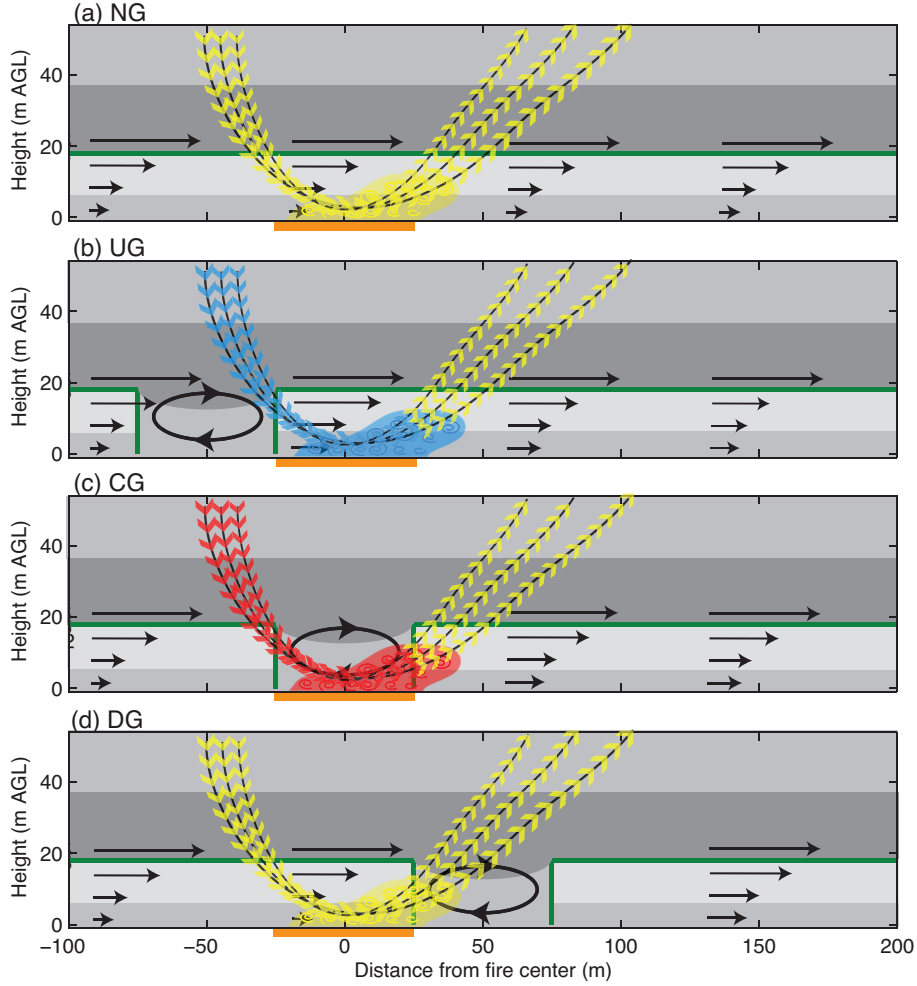 (a) NG
Height (m AGL)
40
20
0
(b) UG
Height (m AGL)
40
20
0
(c) CG
Height (m AGL)
40
20
0
(d) DG
Height (m AGL)
40
20
0
−100 −50 0 50 100 150 200
Distance from fire center (m)